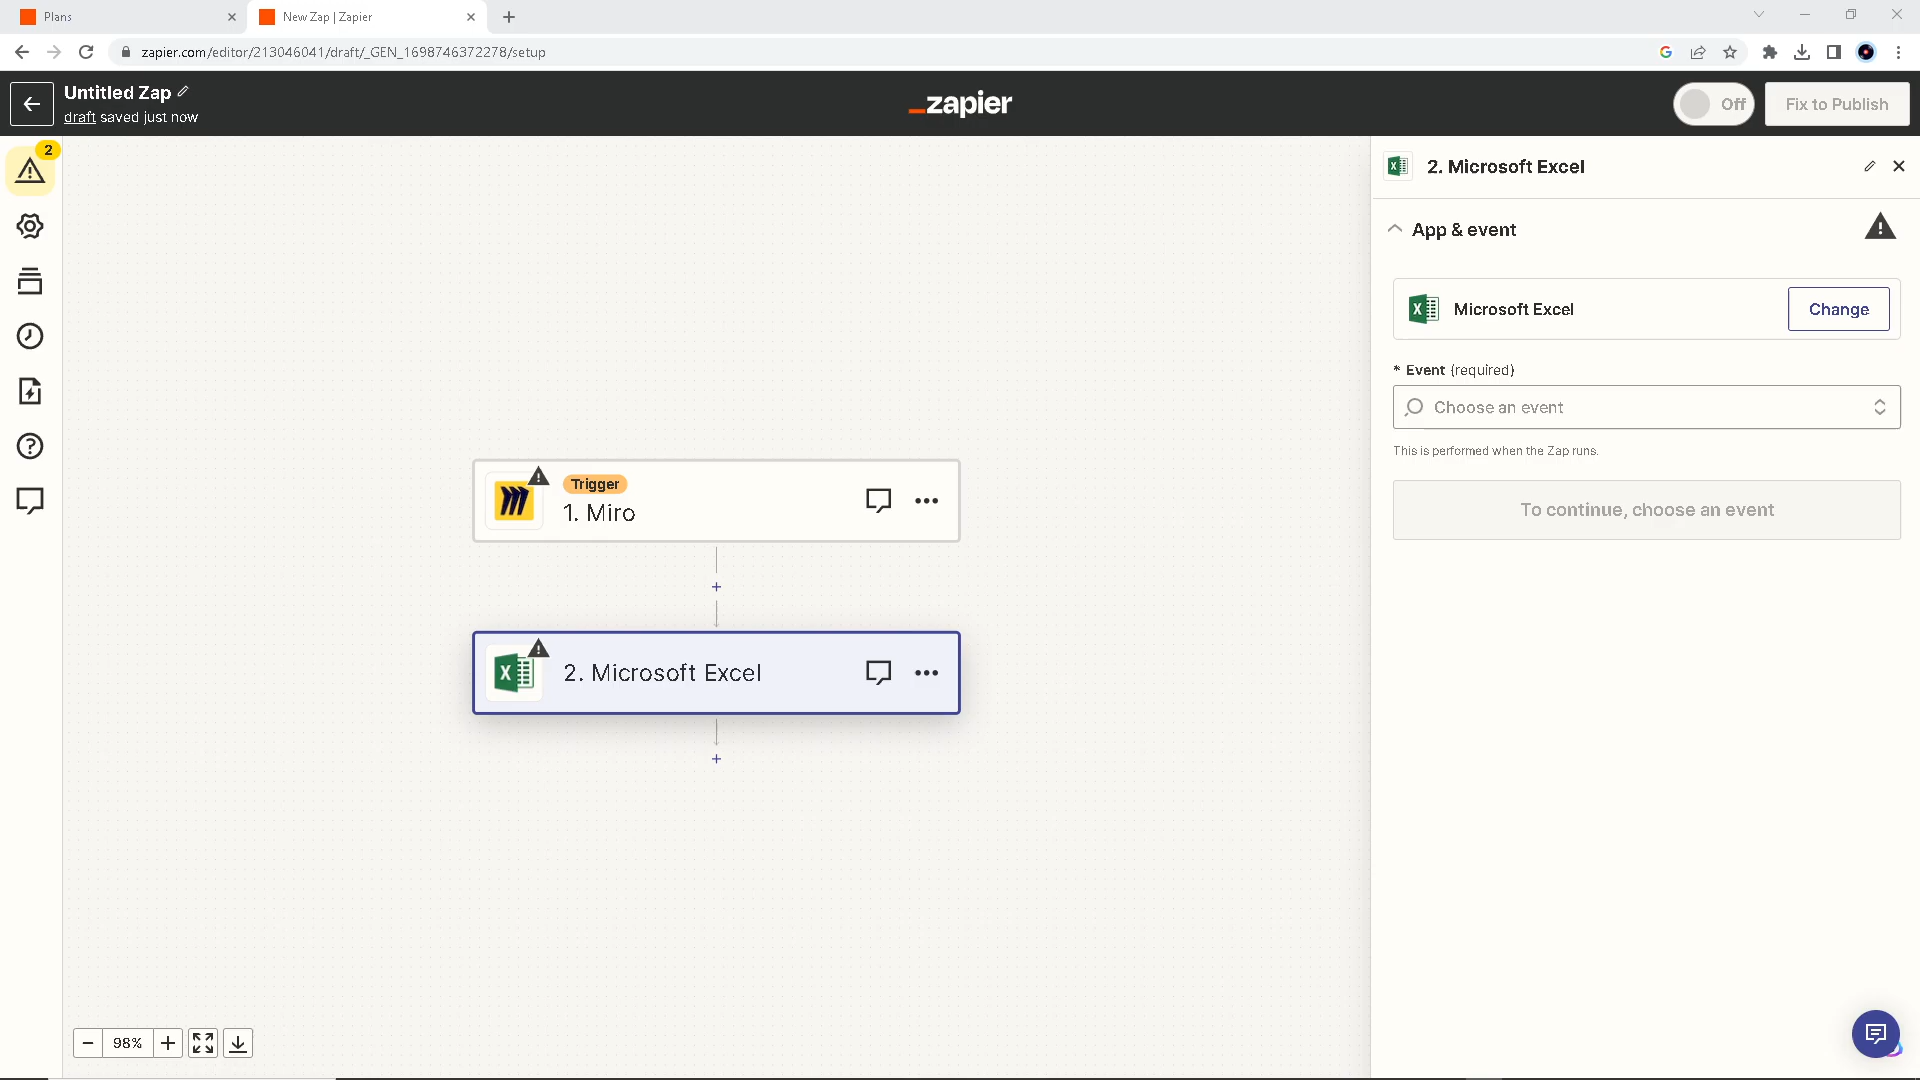 Plans
New Zap | Zapier
zapier.com/editor/213046041/draft/_GEN_1698746372278/setup
Untitled Zap
draft saved just now
_zapier
Off
Fix to Publish
2
2. Microsoft Excel
App & event
Microsoft Excel
Change
* Event (required)
Choose an event
This is performed when the Zap runs.
To continue, choose an event
Trigger
1. Miro
2. Microsoft Excel
98%